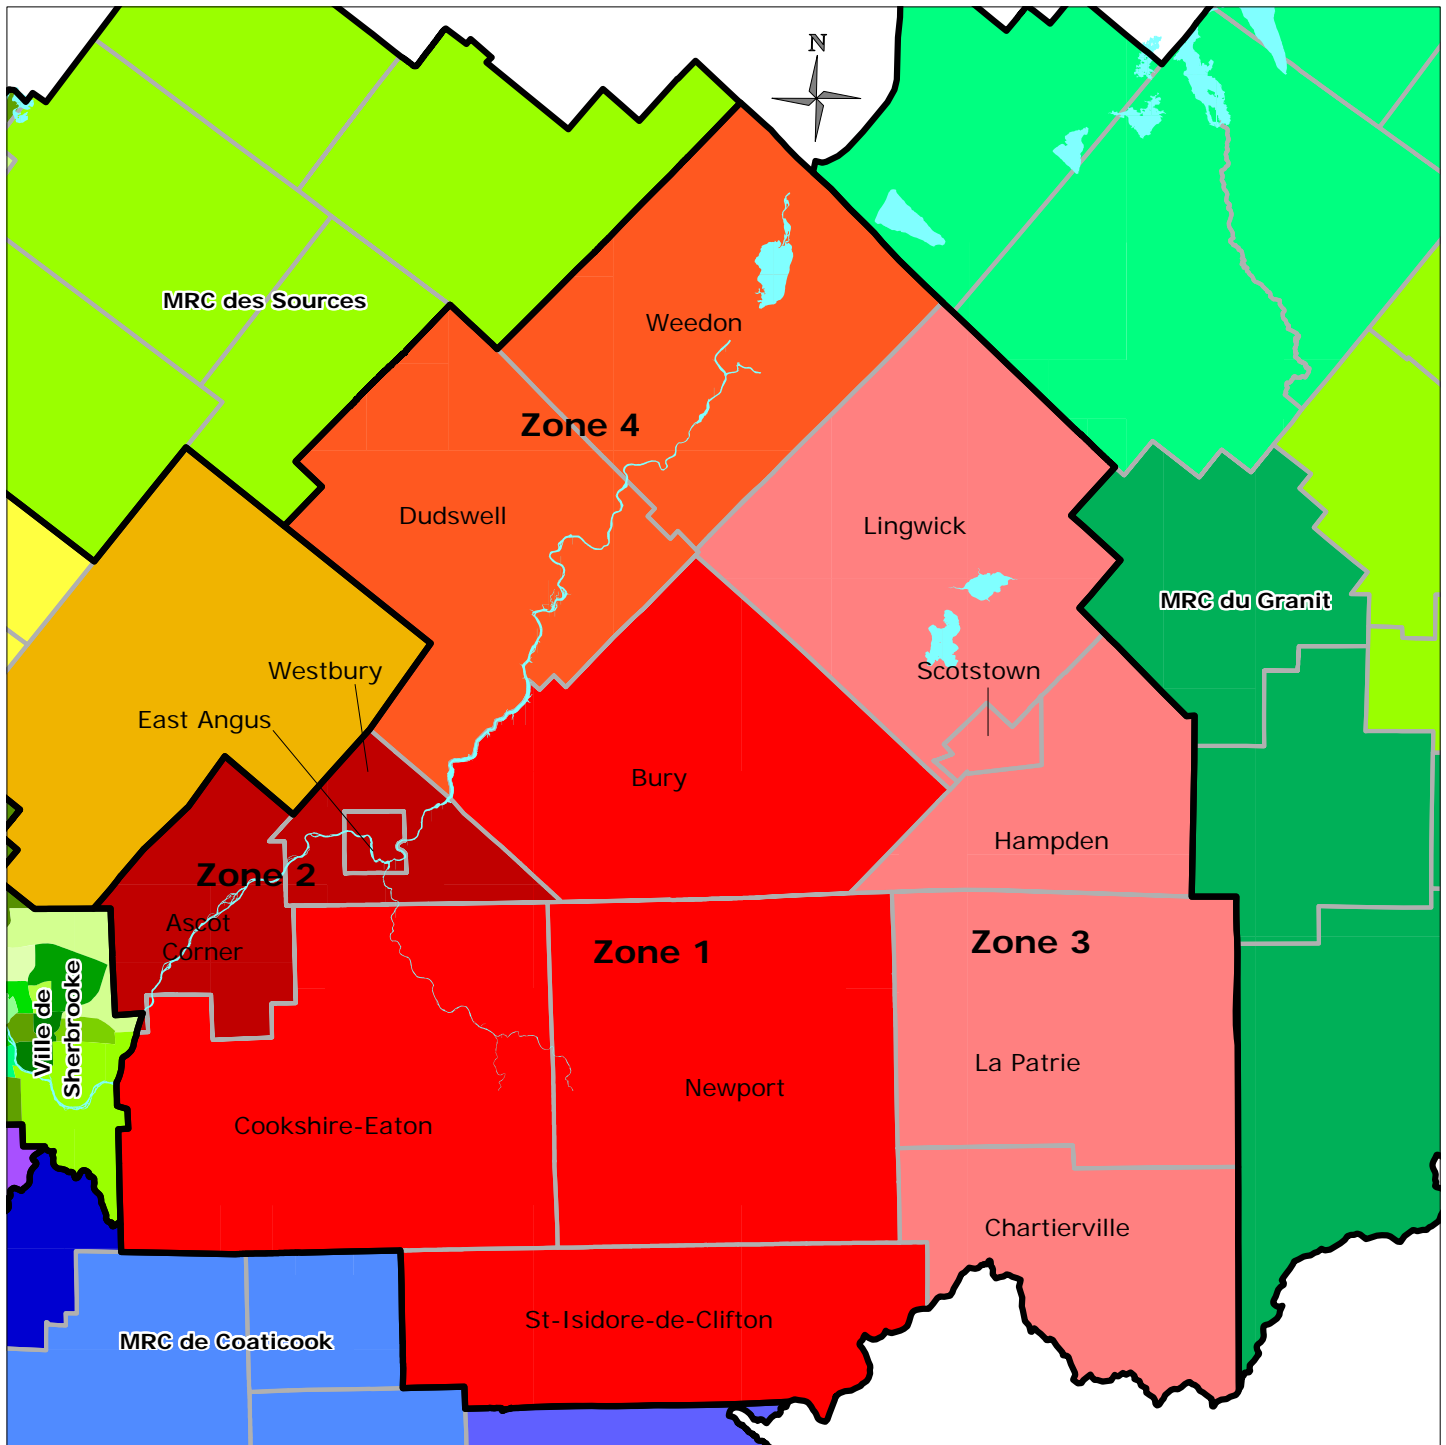 N
MRC des Sources
Weedon
Zone 4
Dudswell
Lingwick
MRC du Granit
Westbury
Scotstown
East Angus
Bury
Hampden
Zone 2
Ascot
Corner
Zone 1
Zone 3
Ville de
Sherbrooke
La Patrie
Newport
Cookshire-Eaton
Chartierville
St-Isidore-de-Clifton
MRC de Coaticook